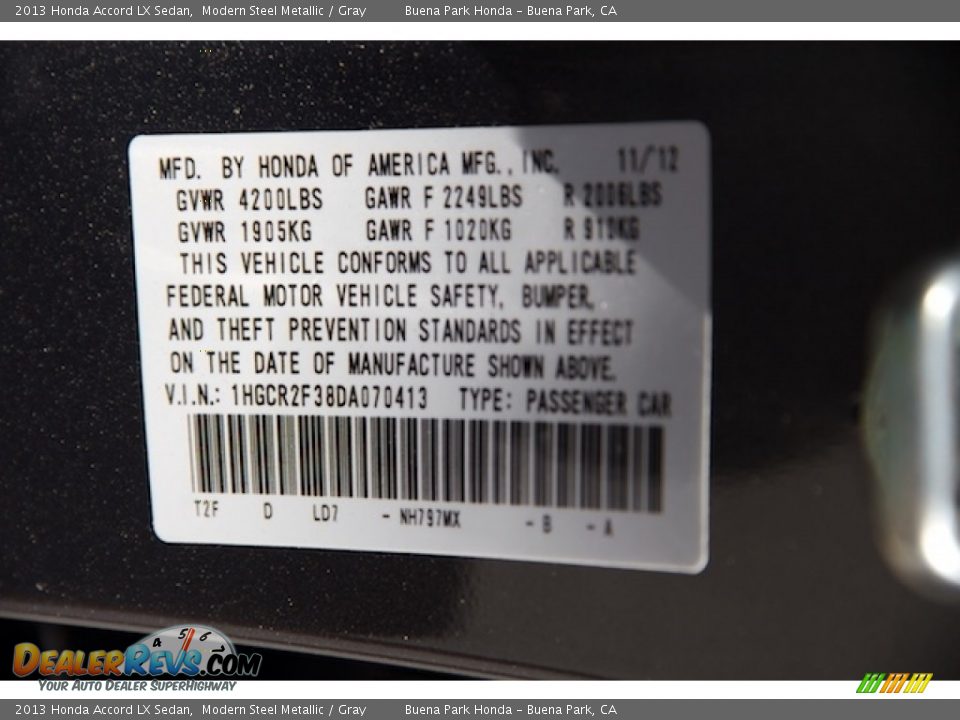 2013 Honda Accord LX Sedan, Modern Steel Metallic / Gray Buena Park Honda - Buena Park, CA
MFD. BY HONDA OF AMERICA MFG., INC. 11/'12
GVWR 4200LBS GAWR F 2249LBS R 2006LBS
GVWR 1905KG GAWR F 1020KG R 910KG
THIS VEHICLE CONFORMS TO ALL APPLICABLE
FEDERAL MOTOR VEHICLE SAFETY, BUMPER,
AND THEFT PREVENTION STANDARDS IN EFFECT
ON THE DATE OF MANUFACTURE SHOWN ABOVE.
V.I.N.: 1HGCR2F38DA070413 TYPE: PASSENGER CAR
T2F D LD7 - NH797MX - B - A
4 5 6
DEALERREVS.COM
YOUR AUTO DEALER SUPERHIGHWAY
2013 Honda Accord LX Sedan, Modern Steel Metallic / Gray Buena Park Honda - Buena Park, CA